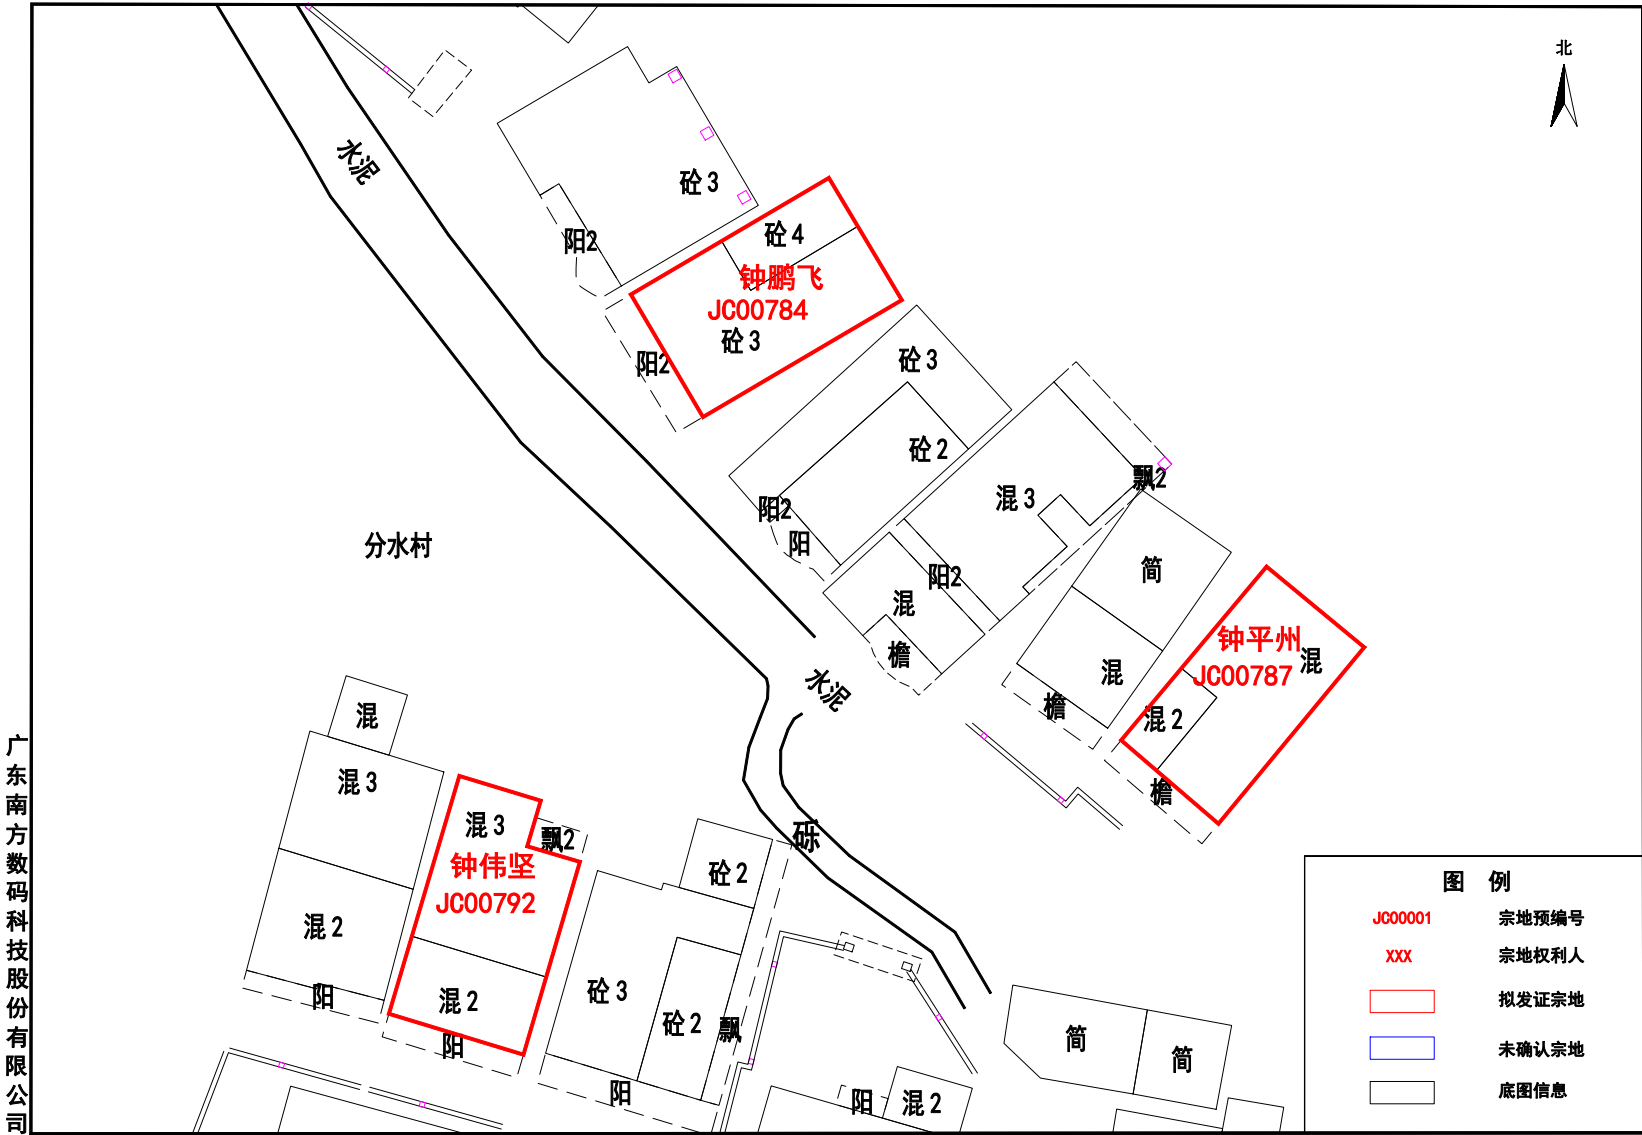 北
水泥
砼3
阳2
砼4
钟鹏飞
JC00784
砼3
阳2
砼3
砼2
阳2
阳
混3
飘2
阳2
混
檐
简
混
檐
钟平州
JC00787
混
混2
檐
分水村
水泥
砾
混
混3
混2
阳
混3
飘2
钟伟坚
JC00792
混2
阳
砼2
砼3
砼2
飘
阳
阳
混2
简
简
广东南方数码科技股份有限公司
图 例
JC00001 宗地预编号
XXX 宗地权利人
拟发证宗地
未确认宗地
底图信息